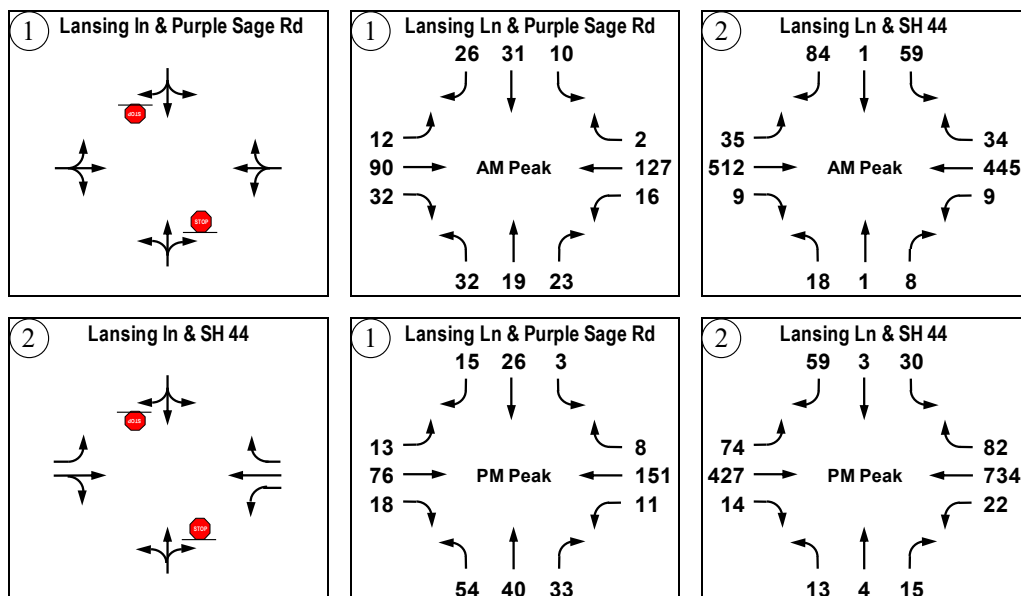 1 Lansing ln & Purple Sage Rd
STOP
STOP
1 Lansing Ln & Purple Sage Rd
26 31 10
12 2
90 AM Peak 127
32 16
32 19 23
2 Lansing Ln & SH 44
84 1 59
35 34
512 AM Peak 445
9 9
18 1 8
2 Lansing ln & SH 44
STOP
STOP
1 Lansing Ln & Purple Sage Rd
15 26 3
13 8
76 PM Peak 151
18 11
54 40 33
2 Lansing Ln & SH 44
59 3 30
74 82
427 PM Peak 734
14 22
13 4 15